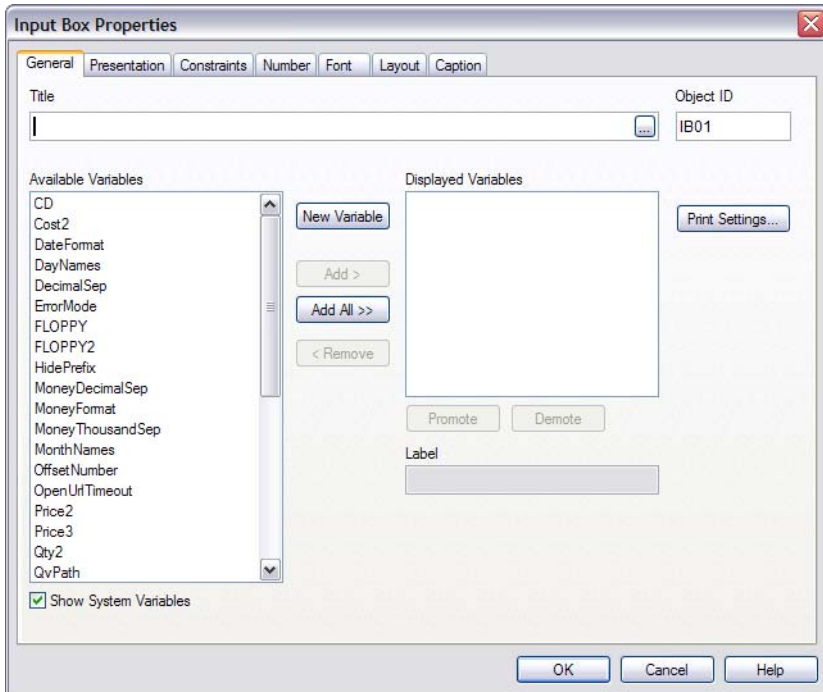 Input Box Properties
General Presentation Constraints Number Font Layout Caption
Title
Object ID
...
IB01
Available Variables
Displayed Variables
CD
Cost2
DateFormat
DayNames
DecimalSep
ErrorMode
FLOPPY
FLOPPY2
HidePrefix
MoneyDecimalSep
MoneyFormat
MoneyThousandSep
MonthNames
OffsetNumber
OpenUrlTimeout
Price2
Price3
Qty2
QvPath
New Variable
Add >
Add All >>
< Remove
Print Settings...
Promote Demote
Label
Show System Variables
OK Cancel Help